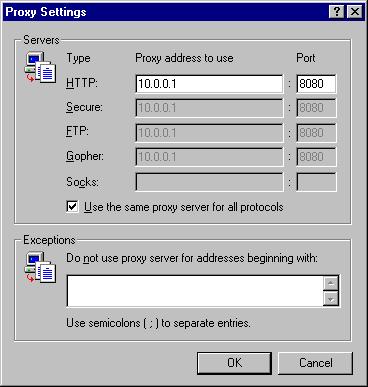 Proxy Settings
Servers
Type Proxy address to use Port
HTTP: 10.0.0.1 : 8080
Secure: 10.0.0.1 : 8080
FTP: 10.0.0.1 : 8080
Gopher: 10.0.0.1 : 8080
Socks: :
Use the same proxy server for all protocols
Exceptions
Do not use proxy server for addresses beginning with:
Use semicolons ( ; ) to separate entries.
OK Cancel